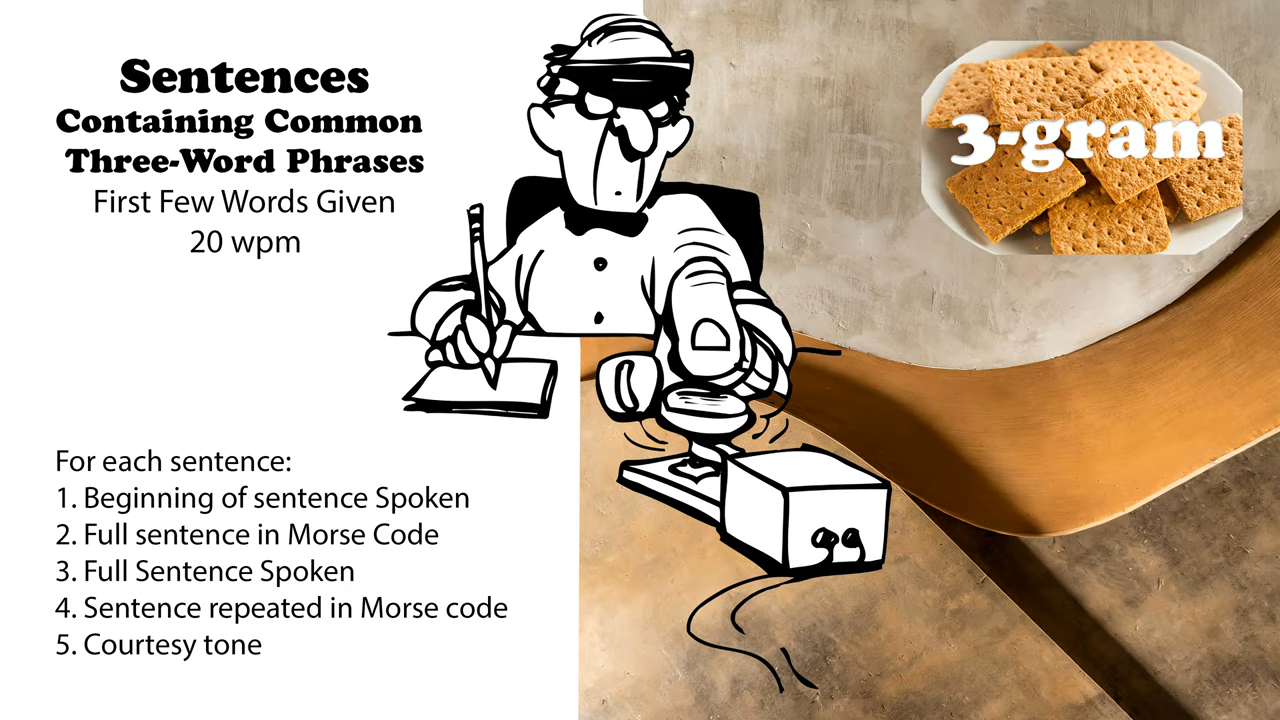 Sentences
Containing Common
Three-Word Phrases
First Few Words Given
20 wpm
3-gram
For each sentence:
1. Beginning of sentence Spoken
2. Full sentence in Morse Code
3. Full Sentence Spoken
4. Sentence repeated in Morse code
5. Courtesy tone